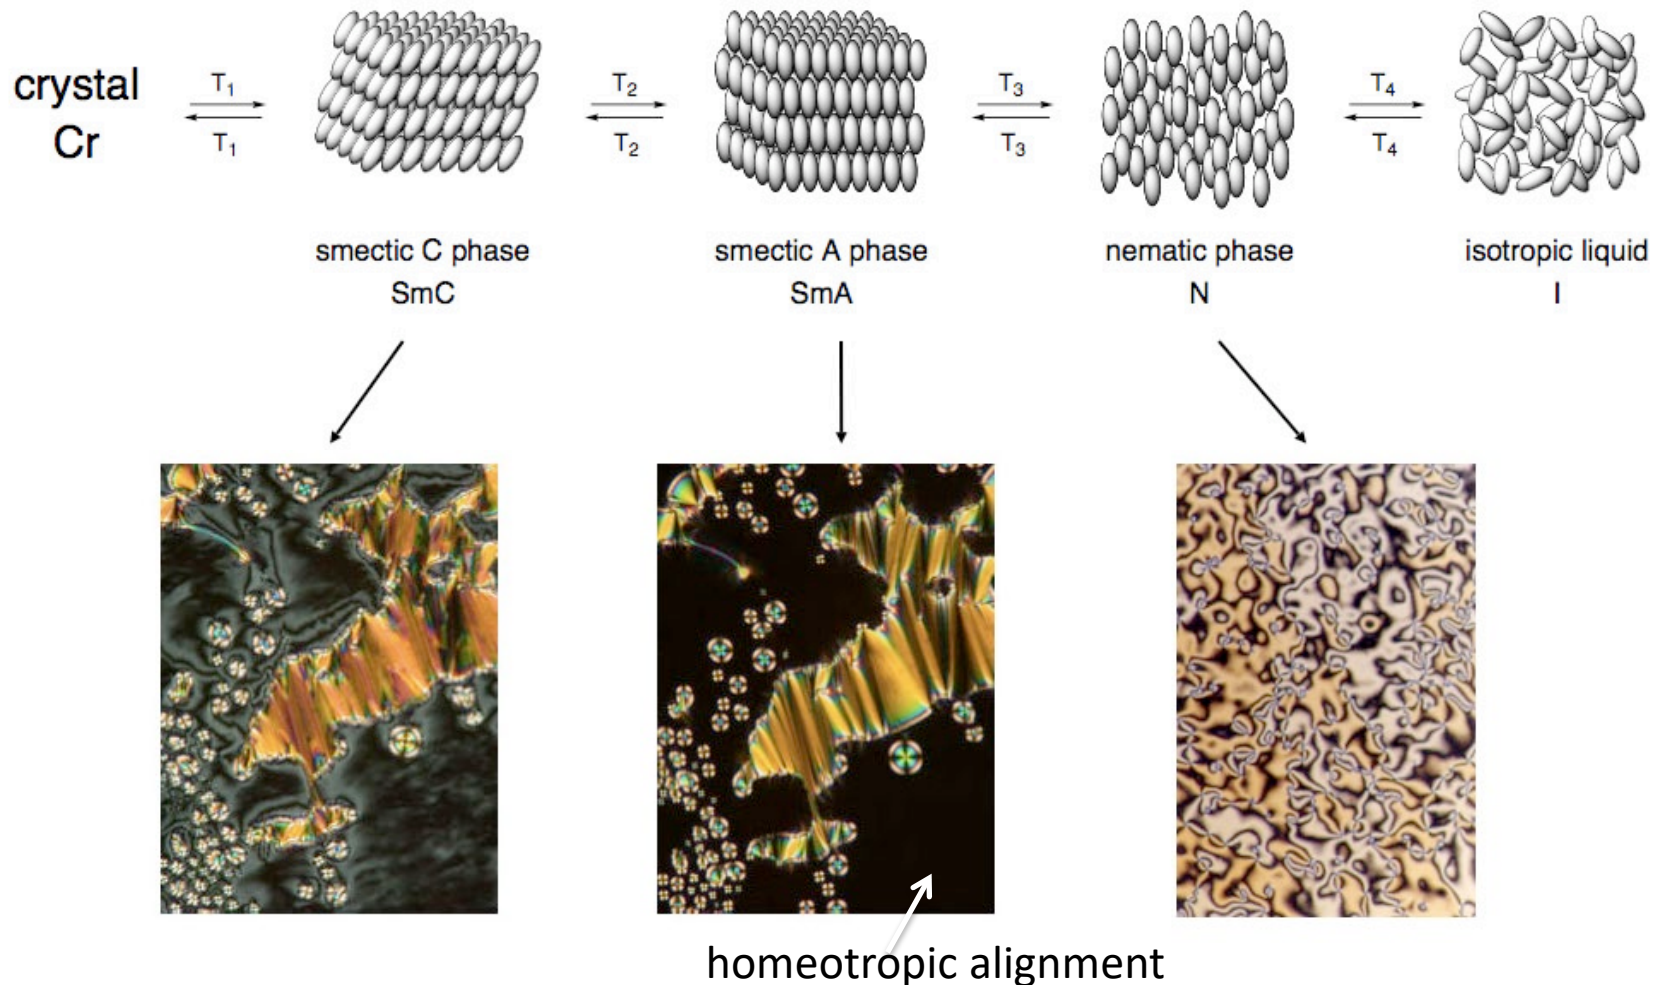 crystal
Cr
T1
T1
T2
T2
T3
T3
T4
T4
smectic C phase
SmC
smectic A phase
SmA
nematic phase
N
isotropic liquid
I
homeotropic alignment